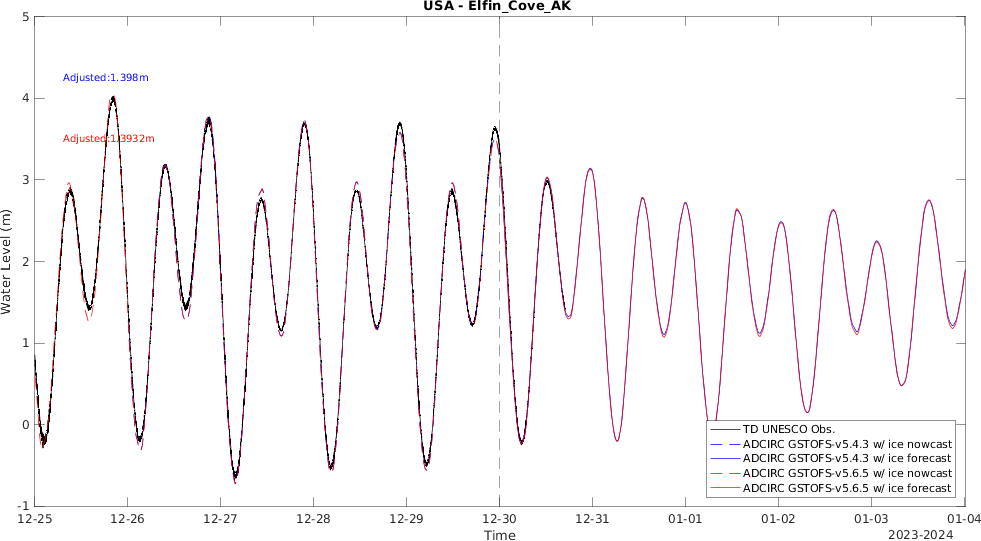 USA - Elfin_Cove_AK
5
4
3
2
1
0
-1
Water Level (m)
Adjusted:1.398m
Adjusted:1.3932m
TD UNESCO Obs.
ADCIRC GSTOFS-v5.4.3 w/ ice nowcast
ADCIRC GSTOFS-v5.4.3 w/ ice forecast
ADCIRC GSTOFS-v5.6.5 w/ ice nowcast
ADCIRC GSTOFS-v5.6.5 w/ ice forecast
12-25 12-26 12-27 12-28 12-29 12-30 12-31 01-01 01-02 01-03 01-04
Time
2023-2024